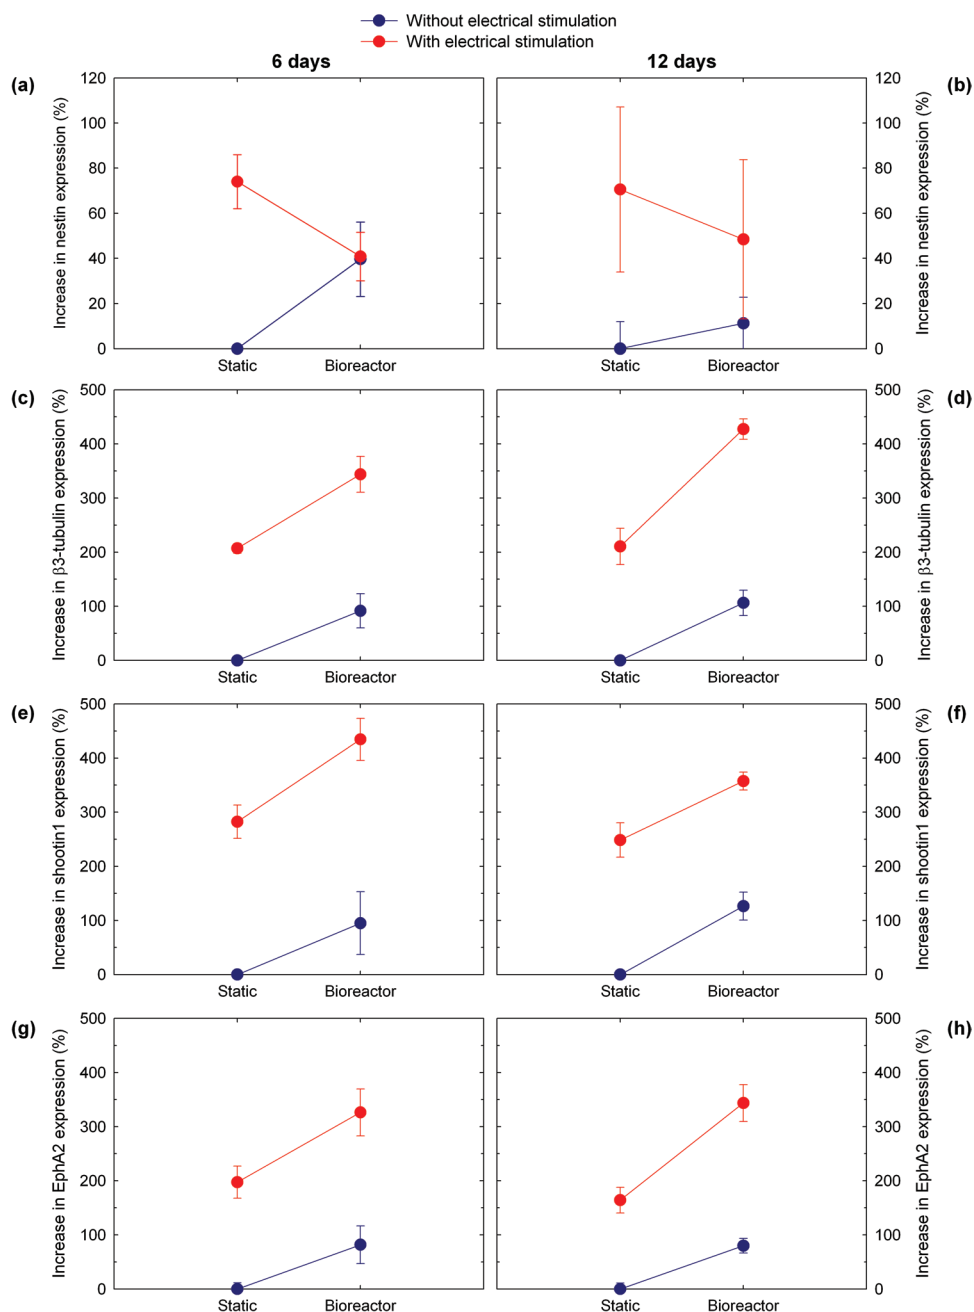 Without electrical stimulation
With electrical stimulation
6 days
12 days
(a)
Increase in nestin expression (%)
120
100
80
60
40
20
0
Static
Bioreactor
120
100
80
60
40
20
0
Increase in nestin expression (%)
(b)
Static
Bioreactor
(c)
Increase in β3-tubulin expression (%)
500
400
300
200
100
0
Static
Bioreactor
500
400
300
200
100
0
Increase in β3-tubulin expression (%)
(d)
Static
Bioreactor
(e)
Increase in shootin1 expression (%)
500
400
300
200
100
0
Static
Bioreactor
500
400
300
200
100
0
Increase in shootin1 expression (%)
(f)
Static
Bioreactor
(g)
Increase in EphA2 expression (%)
500
400
300
200
100
0
Static
Bioreactor
500
400
300
200
100
0
Increase in EphA2 expression (%)
(h)
Static
Bioreactor